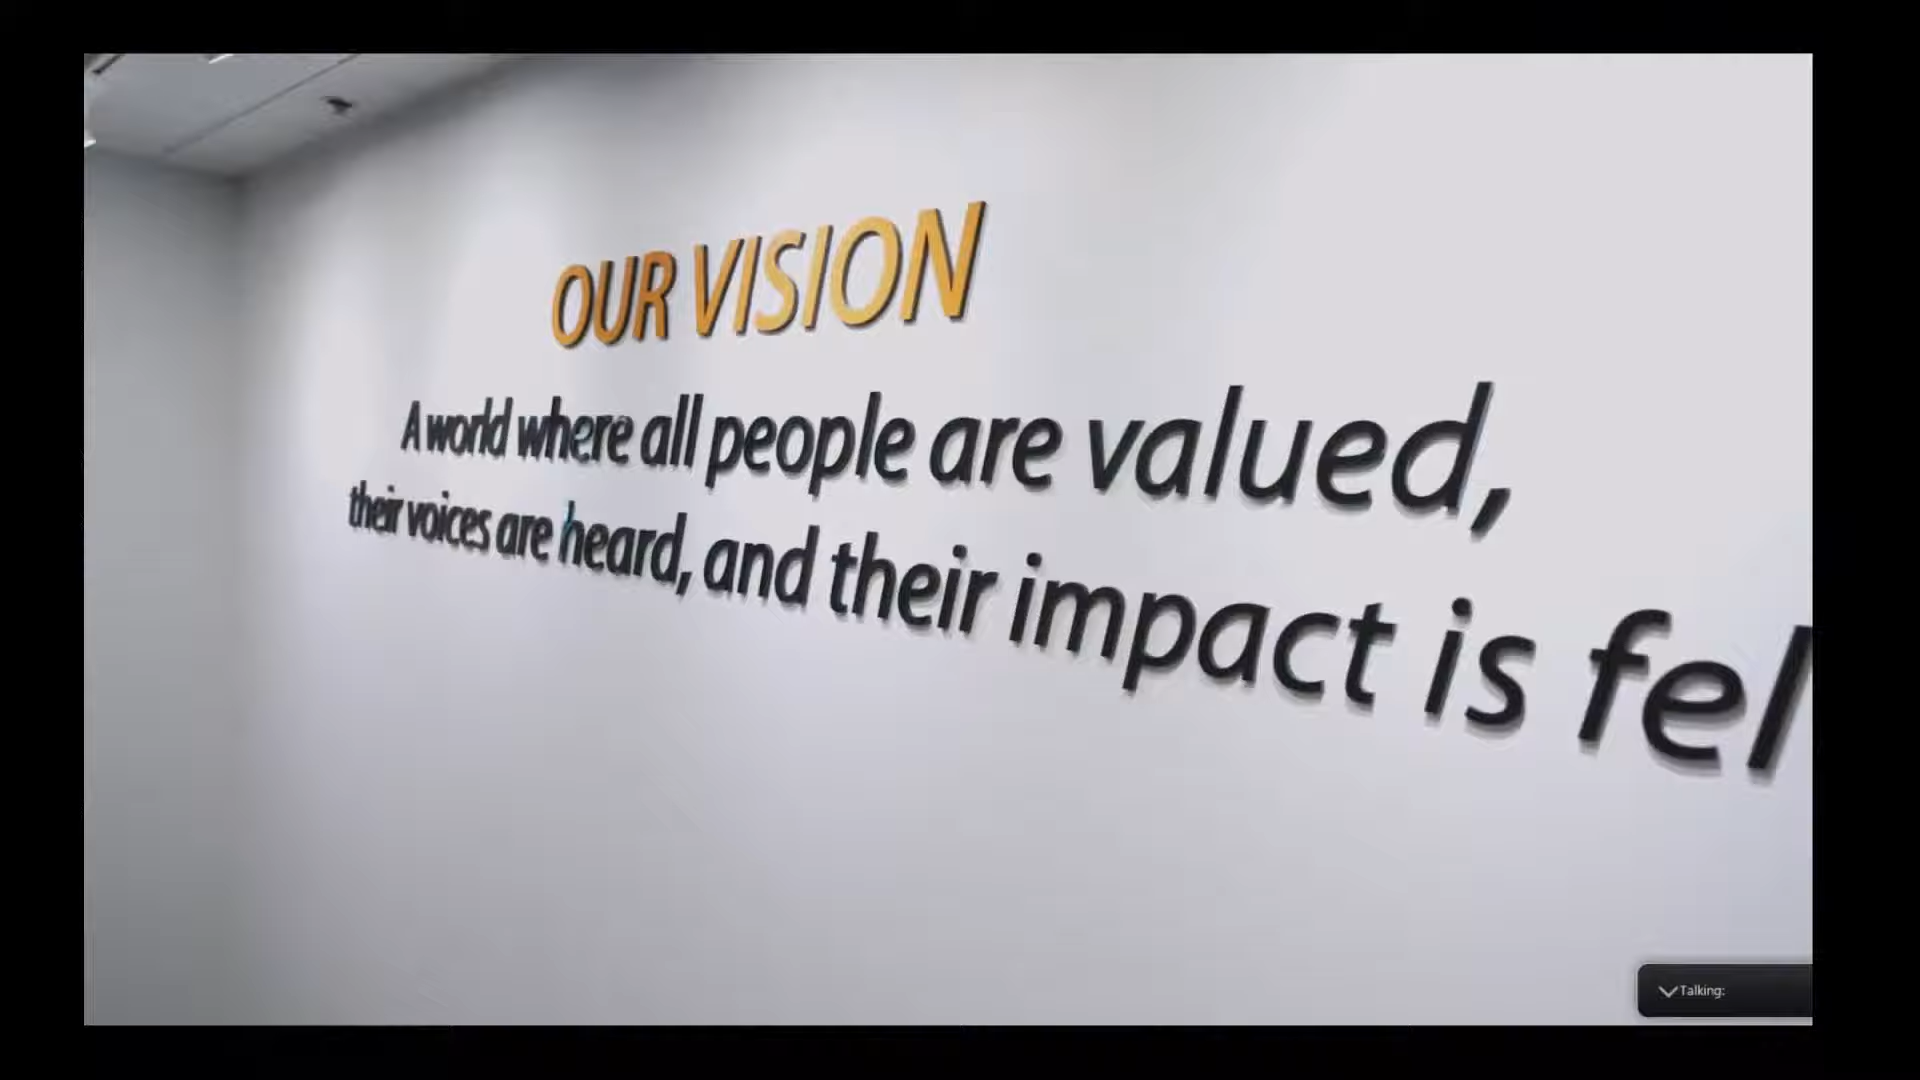 OUR VISION
A world where all people are valued,
their voices are heard, and their impact is fel
Talking: